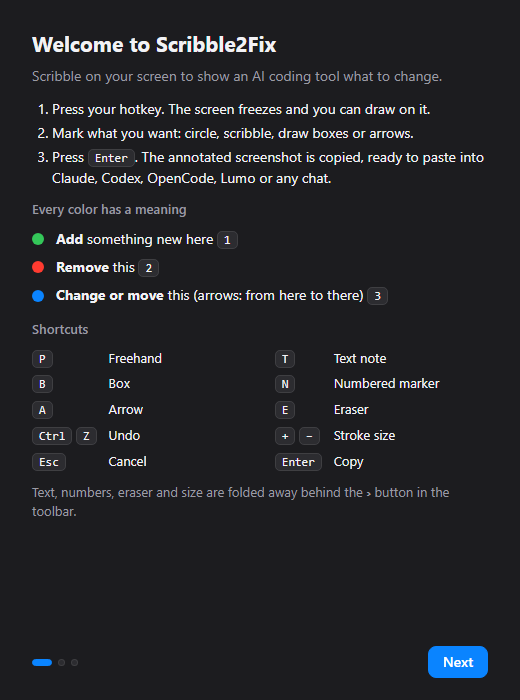 Welcome to Scribble2Fix
Scribble on your screen to show an AI coding tool what to change.
1. Press your hotkey. The screen freezes and you can draw on it.
2. Mark what you want: circle, scribble, draw boxes or arrows.
3. Press Enter. The annotated screenshot is copied, ready to paste into
Claude, Codex, OpenCode, Lumo or any chat.
Every color has a meaning
Add something new here 1
Remove this 2
Change or move this (arrows: from here to there) 3
Shortcuts
P Freehand T Text note
B Box N Numbered marker
A Arrow E Eraser
Ctrl Z Undo + − Stroke size
Esc Cancel Enter Copy
Text, numbers, eraser and size are folded away behind the › button in the
toolbar.
Next